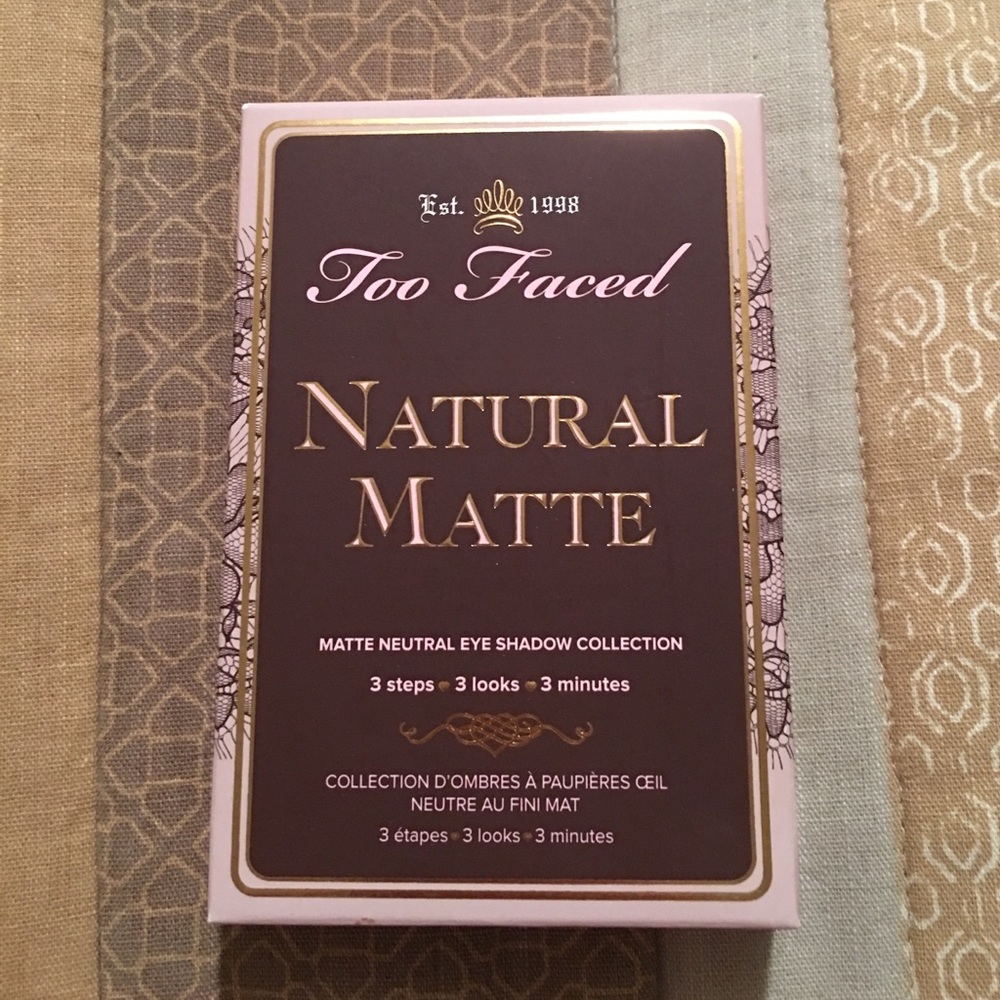 Est. 1998
Too Faced
NATURAL
MATTE
MATTE NEUTRAL EYE SHADOW COLLECTION
3 steps 3 looks 3 minutes
COLLECTION D'OMBRES À PAUPIÈRES ŒIL
NEUTRE AU FINI MAT
3 étapes 3 looks 3 minutes